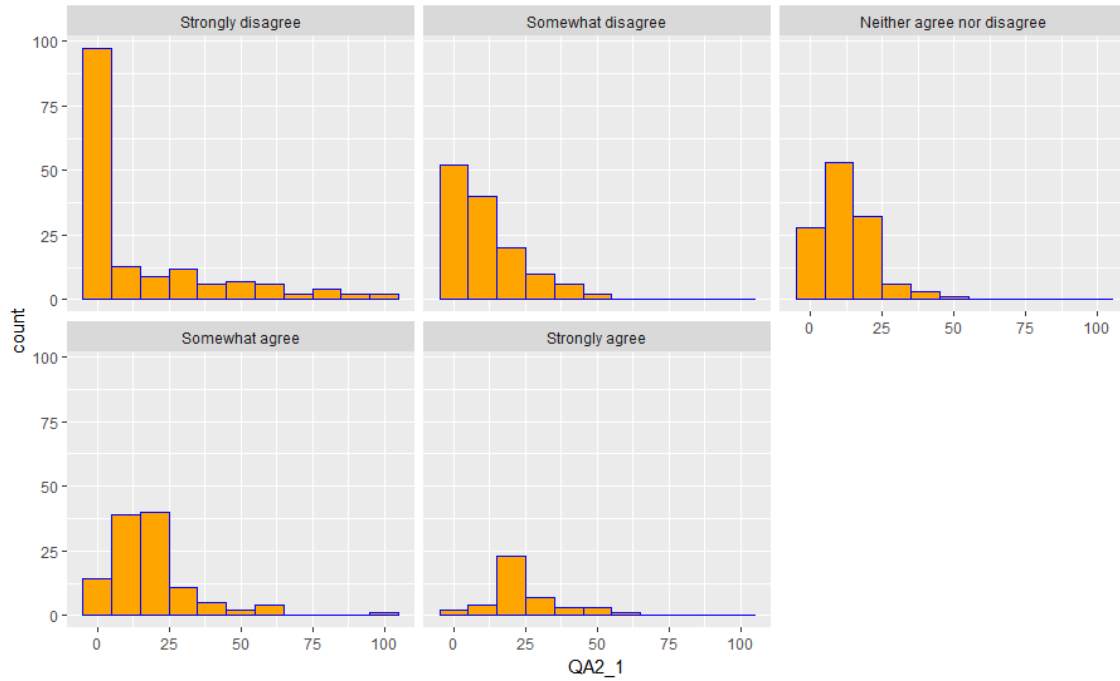 Strongly disagree
Somewhat disagree
Neither agree nor disagree
100
75
50
25
0
0 25 50 75 100
Somewhat agree
Strongly agree
100
75
50
25
0
0 25 50 75 100
0 25 50 75 100
count
QA2_1